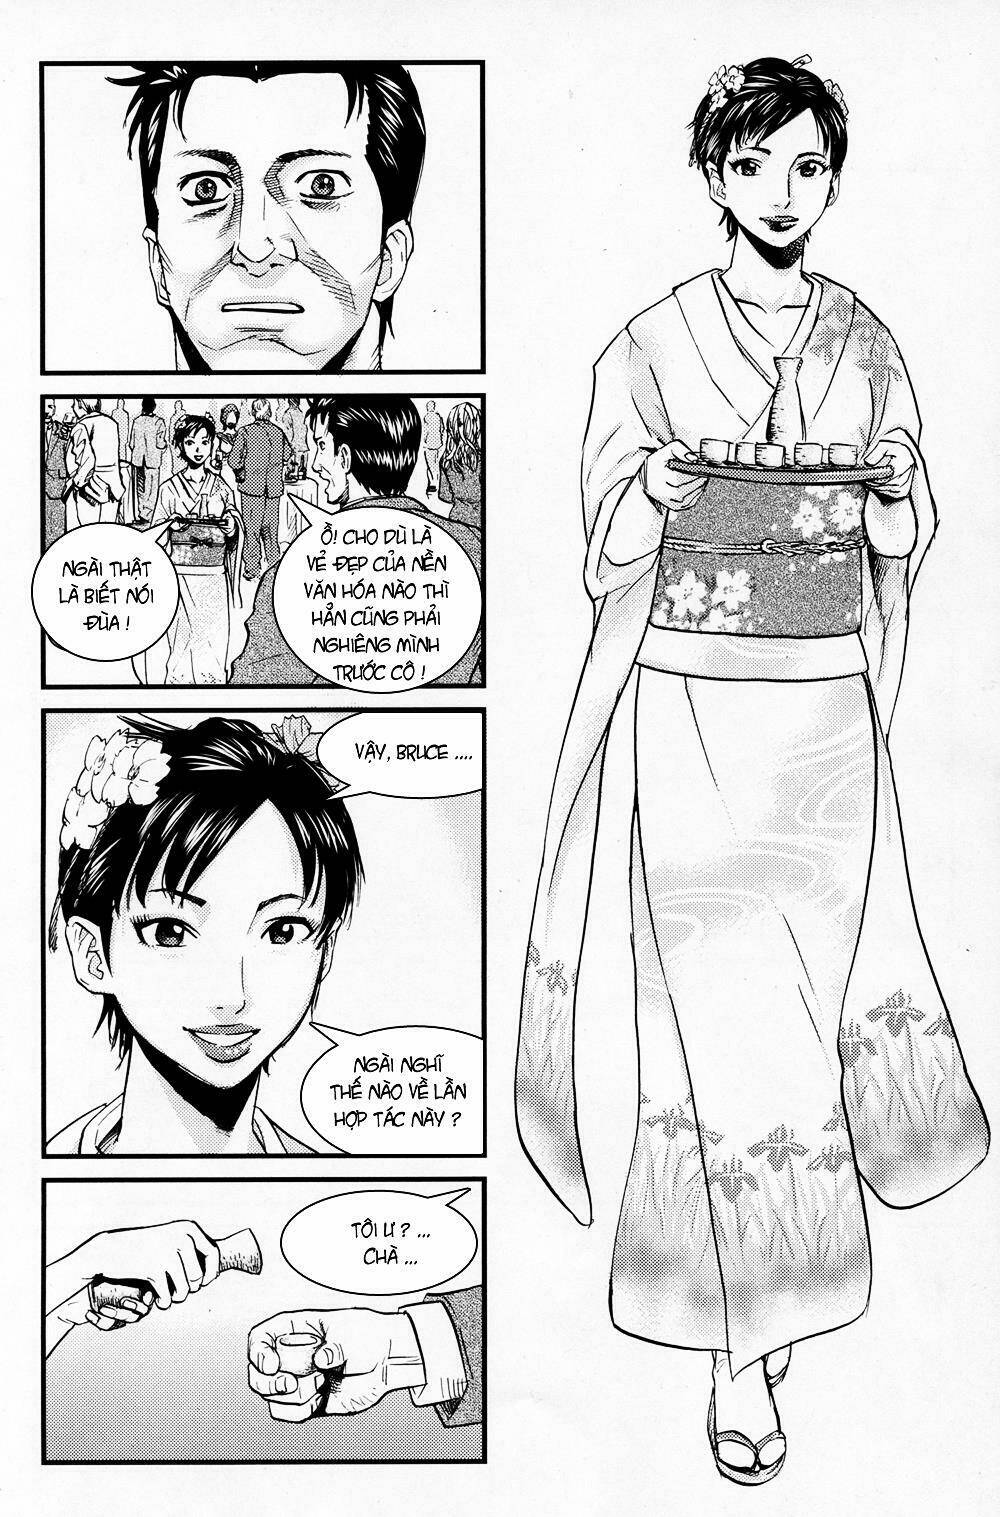 NGÀI THẬT
LÀ BIẾT NÓI
ĐÙA !
Ồ! CHO DÙ LÀ
VẺ ĐẸP CỦA NỀN
VĂN HÓA NÀO THÌ
HẲN CŨNG PHẢI
NGHIÊNG MÌNH
TRƯỚC CÔ !
VẬY, BRUCE ....
NGÀI NGHĨ
THẾ NÀO VỀ LẦN
HỢP TÁC NÀY ?
TÔI Ư ? ...
CHÀ ...